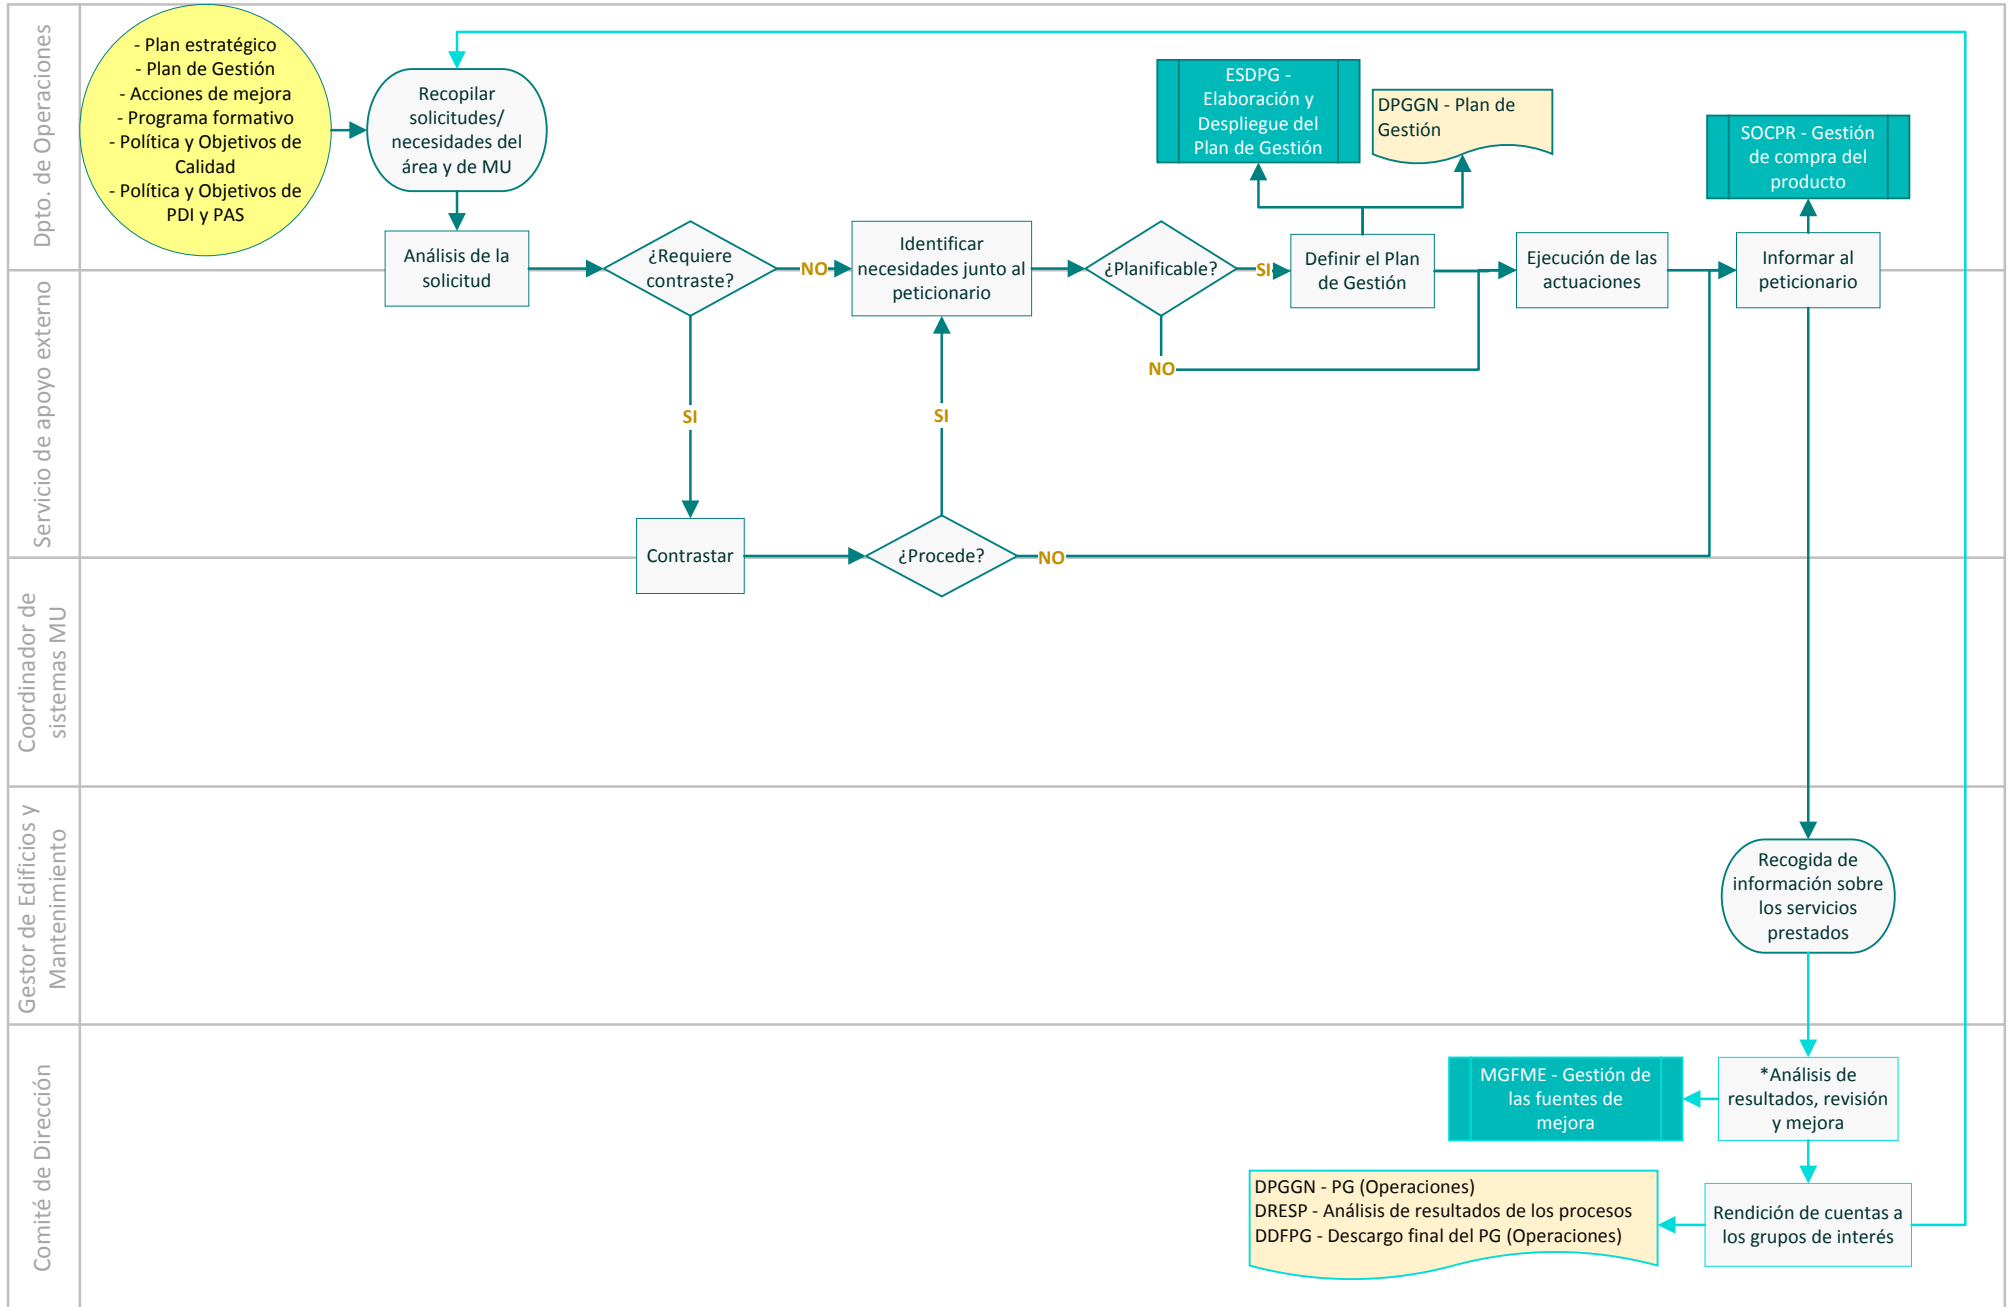 Dpto. de Operaciones
- Plan estratégico
- Plan de Gestión
- Acciones de mejora
- Programa formativo
- Política y Objetivos de
Calidad
- Política y Objetivos de
PDI y PAS
Recopilar
solicitudes/
necesidades del
área y de MU
ESDPG -
Elaboración y
Despliegue del
Plan de Gestión
DPGGN - Plan de
Gestión
SOCPR - Gestión
de compra del
producto
Análisis de la
solicitud
¿Requiere
contraste?
NO
Identificar
necesidades junto al
peticionario
¿Planificable?
SI
Definir el Plan
de Gestión
Ejecución de las
actuaciones
Informar al
peticionario
Servicio de apoyo externo
NO
SI
SI
Contrastar
¿Procede?
NO
Coordinador de
sistemas MU
Gestor de Edificios y
Mantenimiento
Recogida de
información sobre
los servicios
prestados
Comité de Dirección
MGFME - Gestión de
las fuentes de
mejora
*Análisis de
resultados, revisión
y mejora
DPGGN - PG (Operaciones)
DRESP - Análisis de resultados de los procesos
DDFPG - Descargo final del PG (Operaciones)
Rendición de cuentas a
los grupos de interés